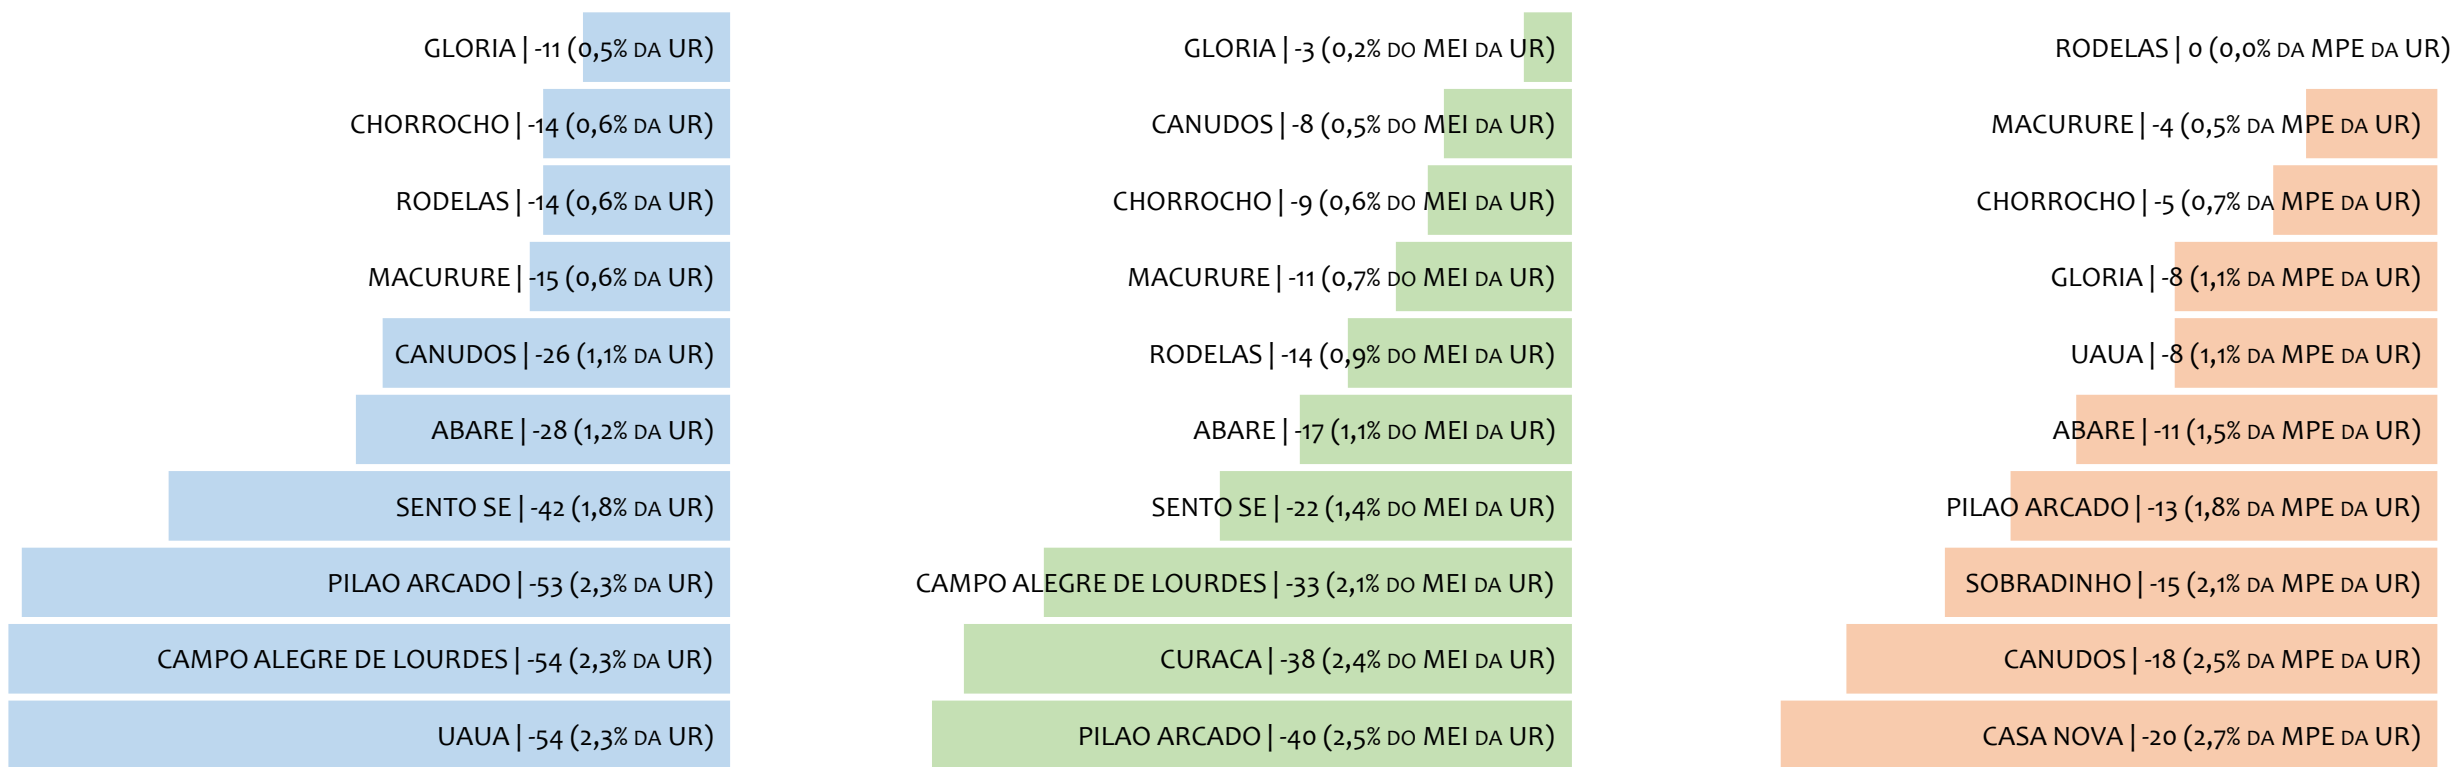 GLORIA | -11 (0,5% DA UR)
CHORROCHO | -14 (0,6% DA UR)
RODELAS | -14 (0,6% DA UR)
MACURURE | -15 (0,6% DA UR)
CANUDOS | -26 (1,1% DA UR)
ABARE | -28 (1,2% DA UR)
SENTO SE | -42 (1,8% DA UR)
PILAO ARCADO | -53 (2,3% DA UR)
CAMPO ALEGRE DE LOURDES | -54 (2,3% DA UR)
UAUA | -54 (2,3% DA UR)
GLORIA | -3 (0,2% DO MEI DA UR)
CANUDOS | -8 (0,5% DO MEI DA UR)
CHORROCHO | -9 (0,6% DO MEI DA UR)
MACURURE | -11 (0,7% DO MEI DA UR)
RODELAS | -14 (0,9% DO MEI DA UR)
ABARE | -17 (1,1% DO MEI DA UR)
SENTO SE | -22 (1,4% DO MEI DA UR)
CAMPO ALEGRE DE LOURDES | -33 (2,1% DO MEI DA UR)
CURACA | -38 (2,4% DO MEI DA UR)
PILAO ARCADO | -40 (2,5% DO MEI DA UR)
RODELAS | 0 (0,0% DA MPE DA UR)
MACURURE | -4 (0,5% DA MPE DA UR)
CHORROCHO | -5 (0,7% DA MPE DA UR)
GLORIA | -8 (1,1% DA MPE DA UR)
UAUA | -8 (1,1% DA MPE DA UR)
ABARE | -11 (1,5% DA MPE DA UR)
PILAO ARCADO | -13 (1,8% DA MPE DA UR)
SOBRADINHO | -15 (2,1% DA MPE DA UR)
CANUDOS | -18 (2,5% DA MPE DA UR)
CASA NOVA | -20 (2,7% DA MPE DA UR)